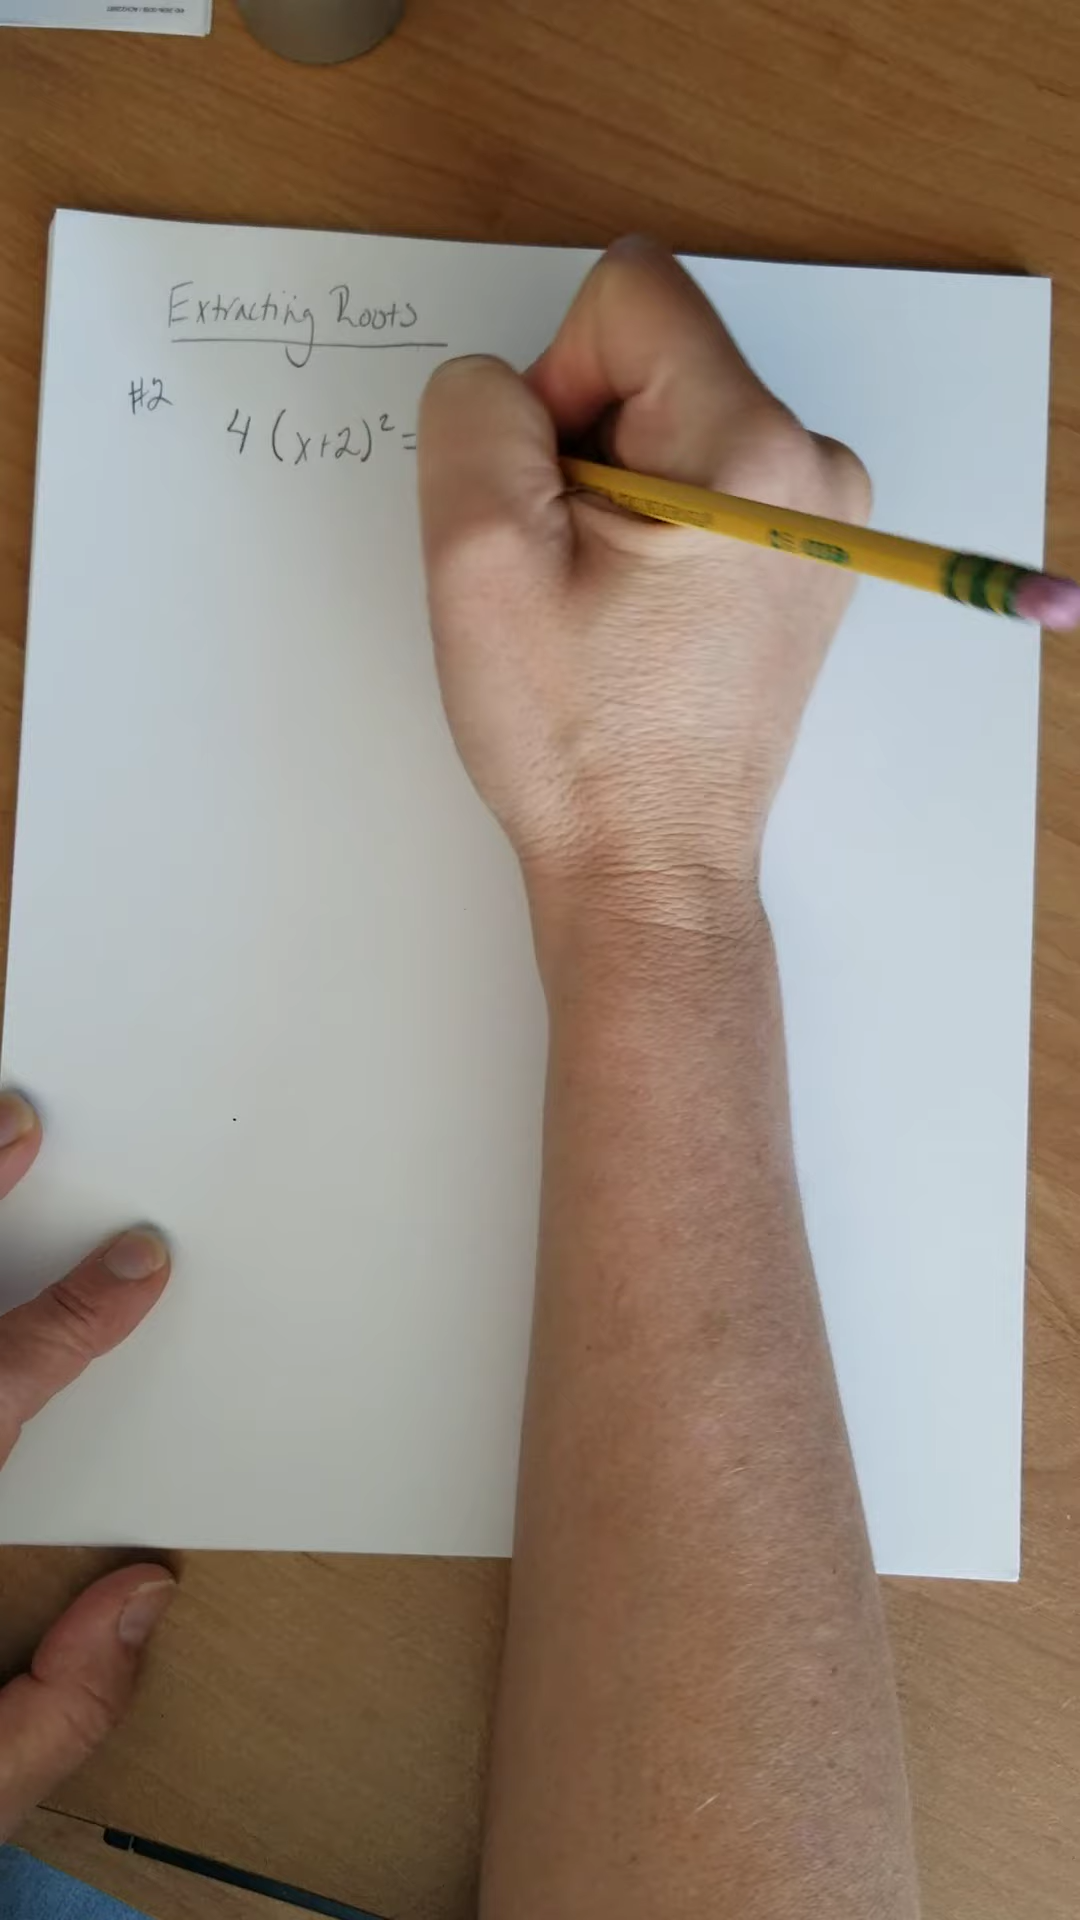 Extracting Roots
#2
4 (x+2)² =